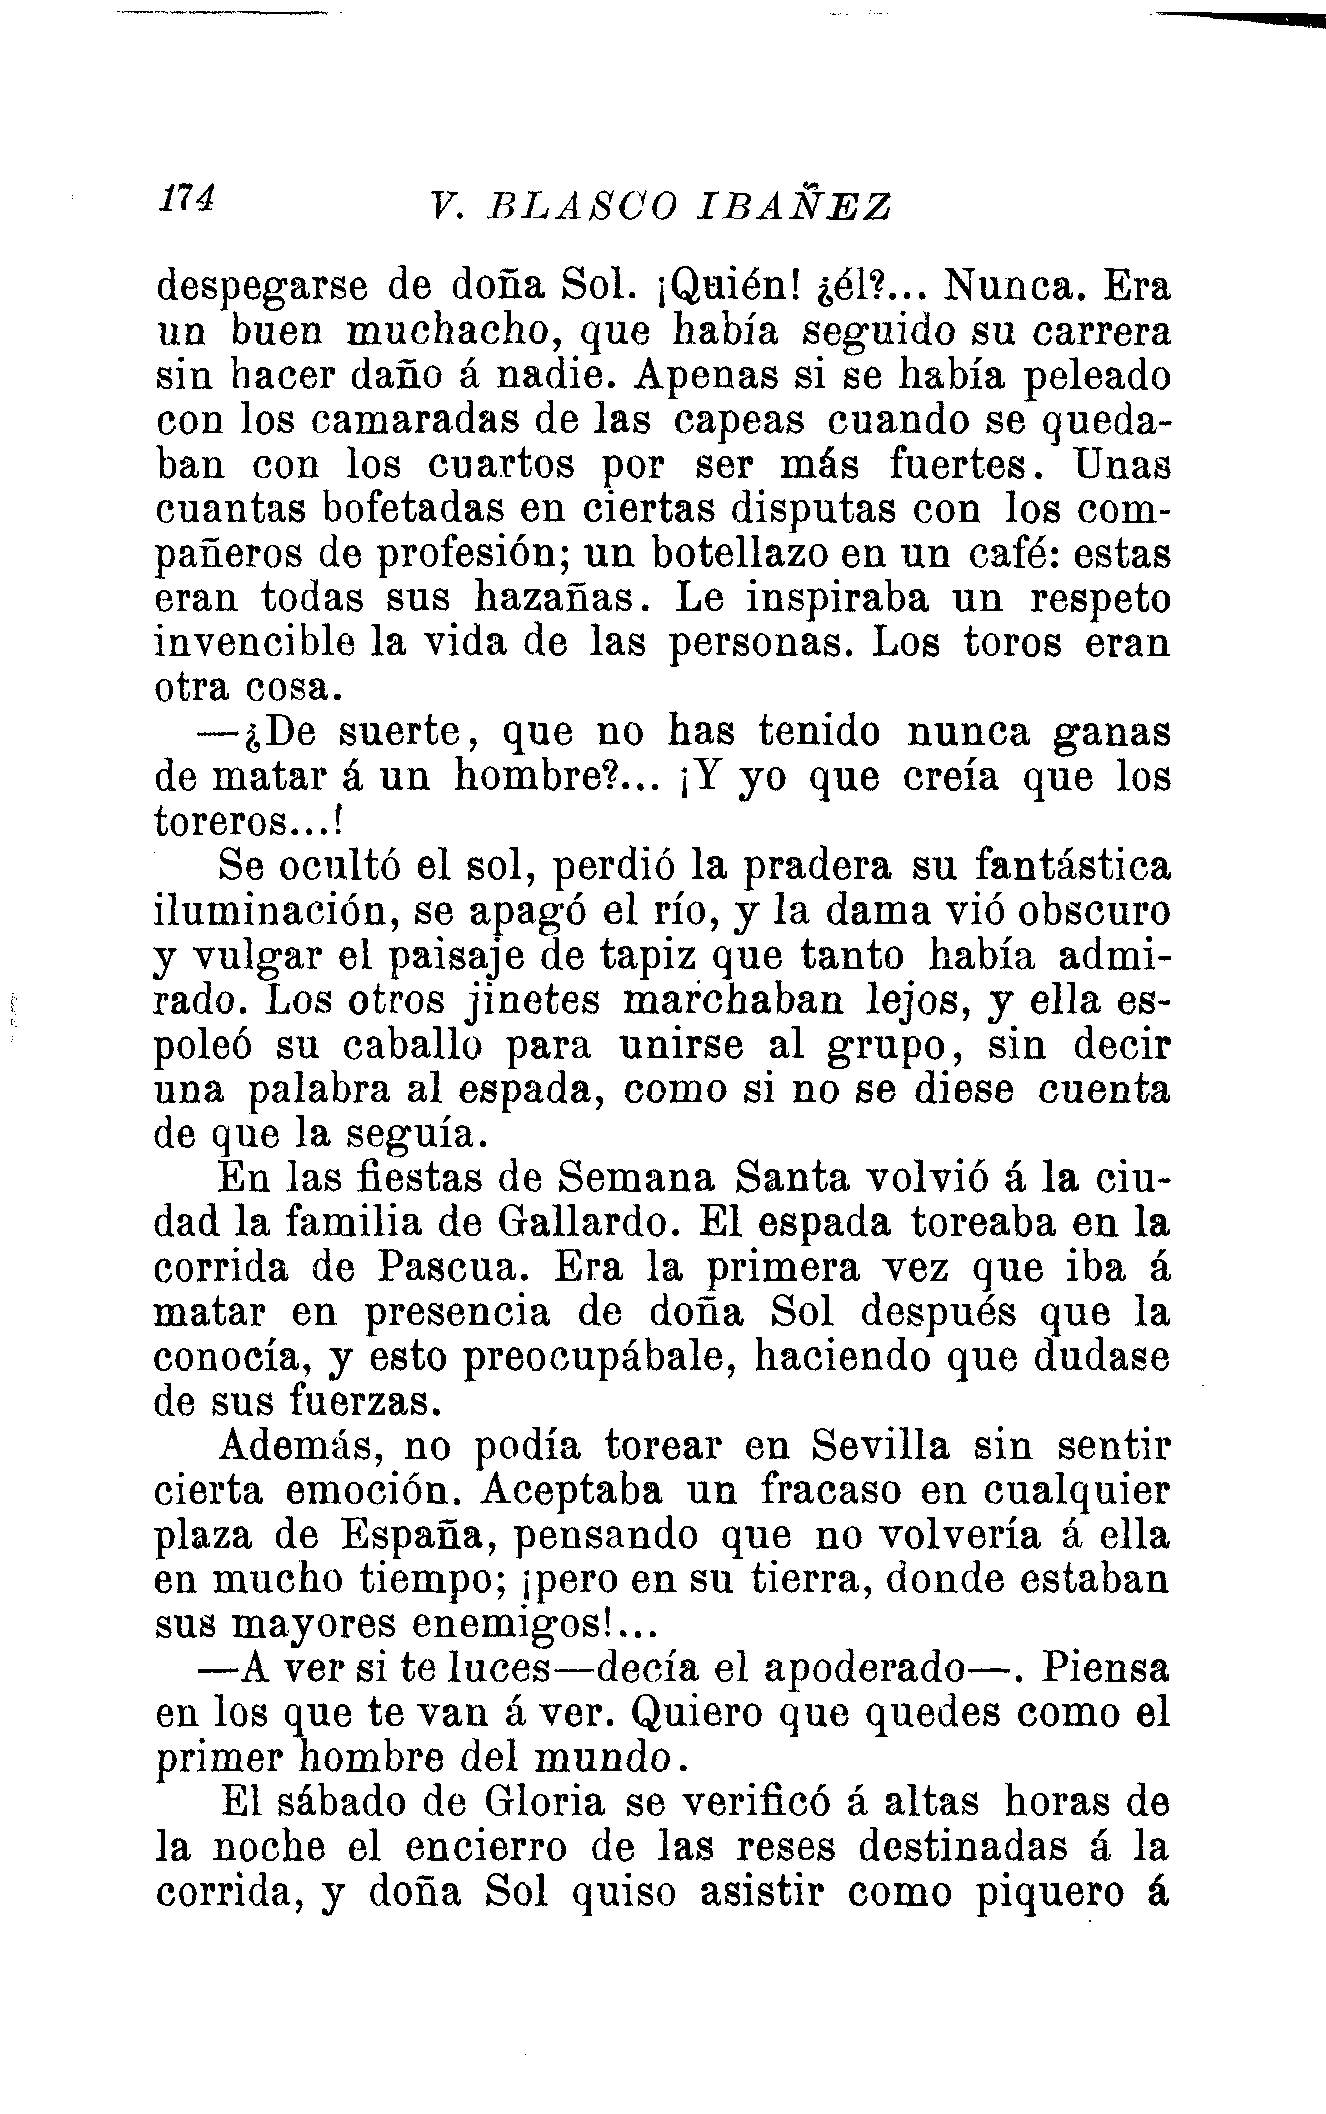 174 V. BLASCO IBAÑEZ
despegarse de doña Sol. ¡Quién! ¿él?... Nunca. Era
un buen muchacho, que había seguido su carrera
sin hacer daño á nadie. Apenas si se había peleado
con los camaradas de las capeas cuando se queda-
ban con los cuartos por ser más fuertes. Unas
cuantas bofetadas en ciertas disputas con los com-
pañeros de profesión; un botellazo en un café: estas
eran todas sus hazañas. Le inspiraba un respeto
invencible la vida de las personas. Los toros eran
otra cosa.
—¿De suerte, que no has tenido nunca ganas
de matar á un hombre?... ¡Y yo que creía que los
toreros...!
Se ocultó el sol, perdió la pradera su fantástica
iluminación, se apagó el río, y la dama vió obscuro
y vulgar el paisaje de tapiz que tanto había admi-
rado. Los otros jinetes marchaban lejos, y ella es-
poleó su caballo para unirse al grupo, sin decir
una palabra al espada, como si no se diese cuenta
de que la seguía.
En las fiestas de Semana Santa volvió á la ciu-
dad la familia de Gallardo. El espada toreaba en la
corrida de Pascua. Era la primera vez que iba á
matar en presencia de doña Sol después que la
conocía, y esto preocupábale, haciendo que dudase
de sus fuerzas.
Además, no podía torear en Sevilla sin sentir
cierta emoción. Aceptaba un fracaso en cualquier
plaza de España, pensando que no volvería á ella
en mucho tiempo; ¡pero en su tierra, donde estaban
sus mayores enemigos!...
—A ver si te luces—decía el apoderado—. Piensa
en los que te van á ver. Quiero que quedes como el
primer hombre del mundo.
El sábado de Gloria se verificó á altas horas de
la noche el encierro de las reses destinadas á la
corrida, y doña Sol quiso asistir como piquero á